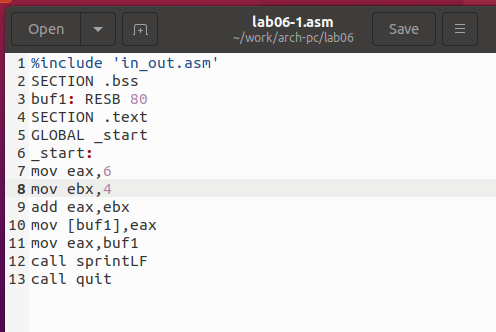 Open
lab06-1.asm
~/work/arch-pc/lab06
Save
1 %include 'in_out.asm'
2 SECTION .bss
3 buf1: RESB 80
4 SECTION .text
5 GLOBAL _start
6 _start:
7 mov eax,6
8 mov ebx,4
9 add eax,ebx
10 mov [buf1],eax
11 mov eax,buf1
12 call sprintLF
13 call quit